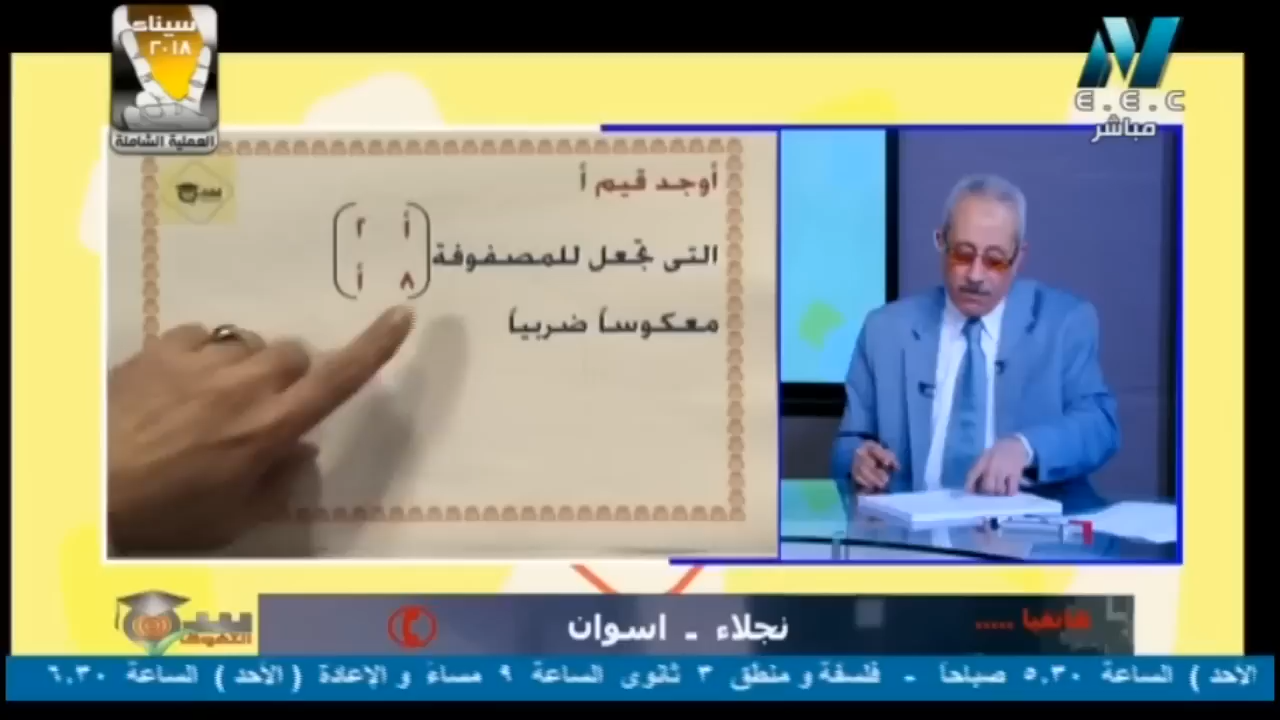 سيناء
٢٠١٨
العملية الشاملة
E.E.C
مباشر
أوجد قيم أ
أ ٢
التى تجعل للمصفوفة
٨ أ
معكوساً ضربياً
هاتفيا .....
نجلاء - اسوان
الاحد ) الساعة ٥,٣٠ صباحاً - فلسفة و منطق ٣ ثانوى الساعة ٩ مساءً و الإعادة ( الأحد ) الساعة ٦,٣٠